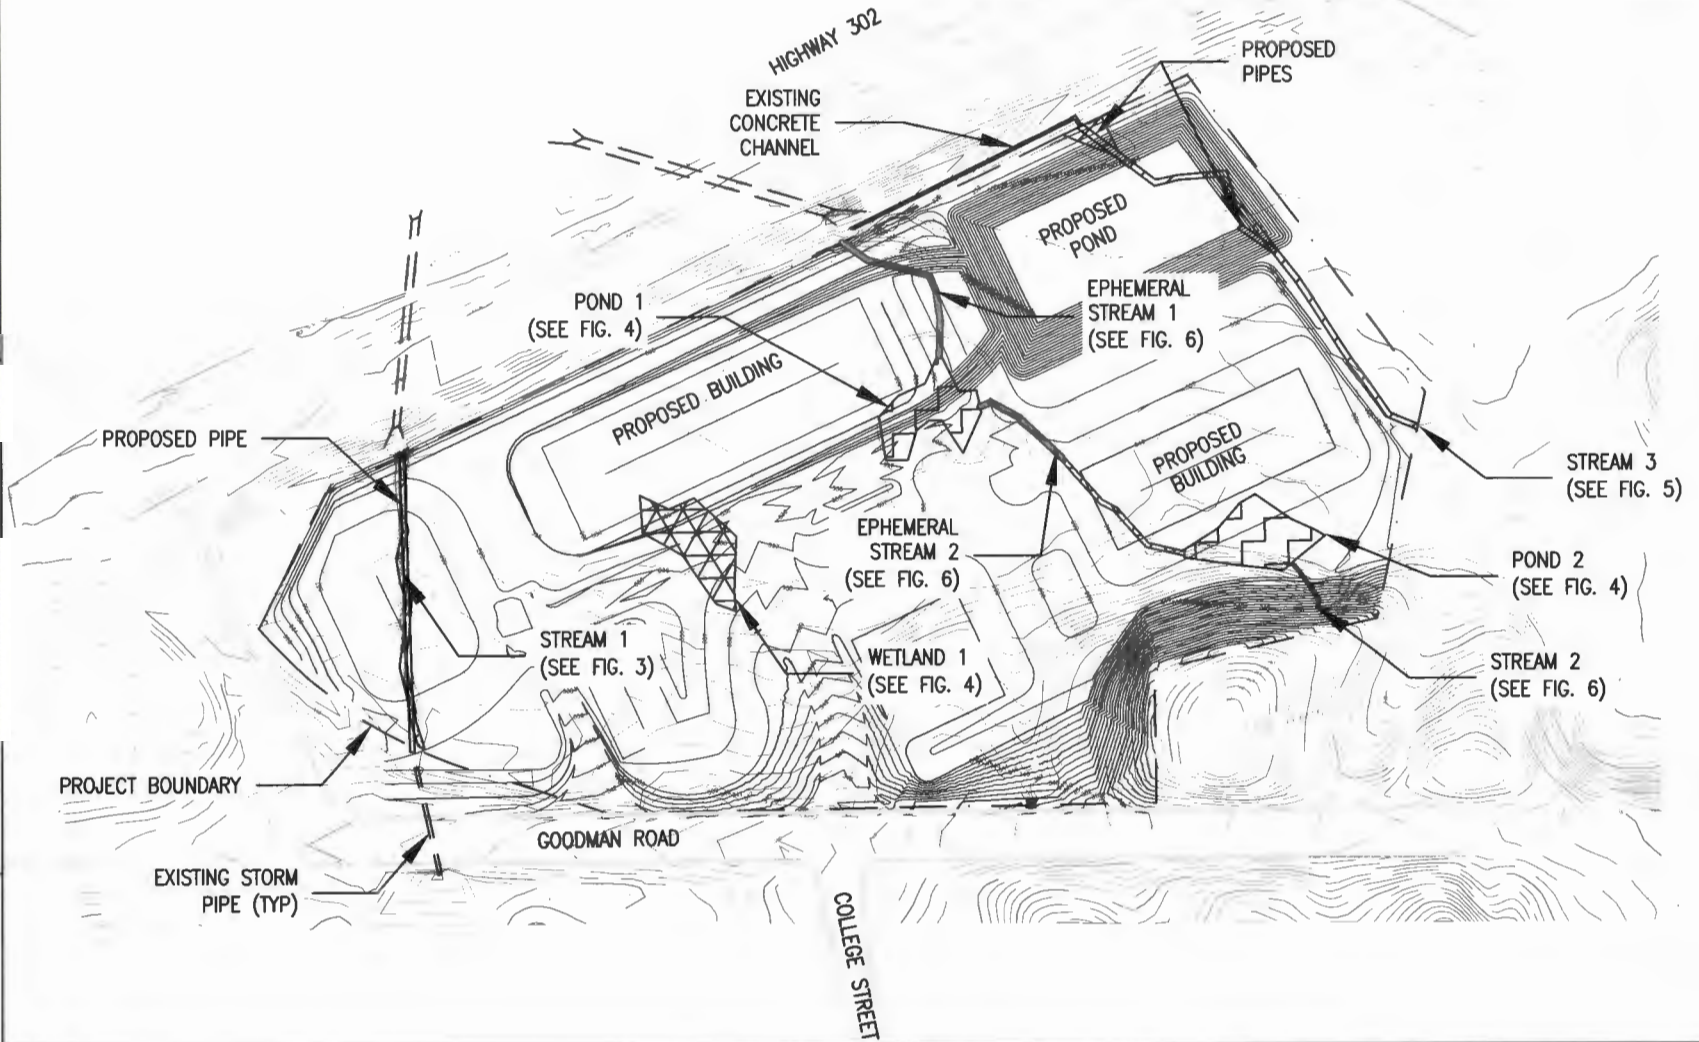 HIGHWAY 302
PROPOSED
PIPES
EXISTING
CONCRETE
CHANNEL
PROPOSED
POND
POND 1
(SEE FIG. 4)
EPHEMERAL
STREAM 1
(SEE FIG. 6)
PROPOSED BUILDING
PROPOSED PIPE
PROPOSED
BUILDING
STREAM 3
(SEE FIG. 5)
EPHEMERAL
STREAM 2
(SEE FIG. 6)
POND 2
(SEE FIG. 4)
STREAM 1
(SEE FIG. 3)
WETLAND 1
(SEE FIG. 4)
STREAM 2
(SEE FIG. 6)
PROJECT BOUNDARY
GOODMAN ROAD
EXISTING STORM
PIPE (TYP)
COLLEGE STREET